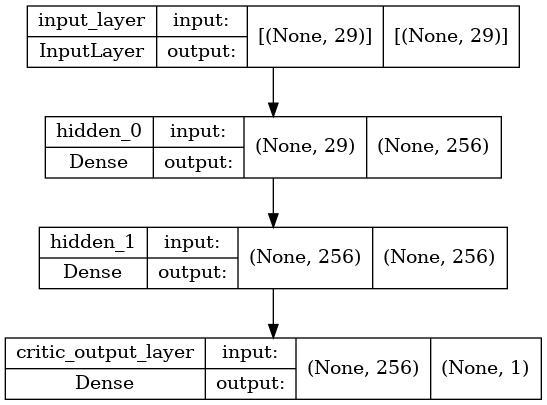 input_layer input: [(None, 29)] [(None, 29)]
InputLayer output:
hidden_0 input: (None, 29) (None, 256)
Dense output:
hidden_1 input: (None, 256) (None, 256)
Dense output:
critic_output_layer input: (None, 256) (None, 1)
Dense output: